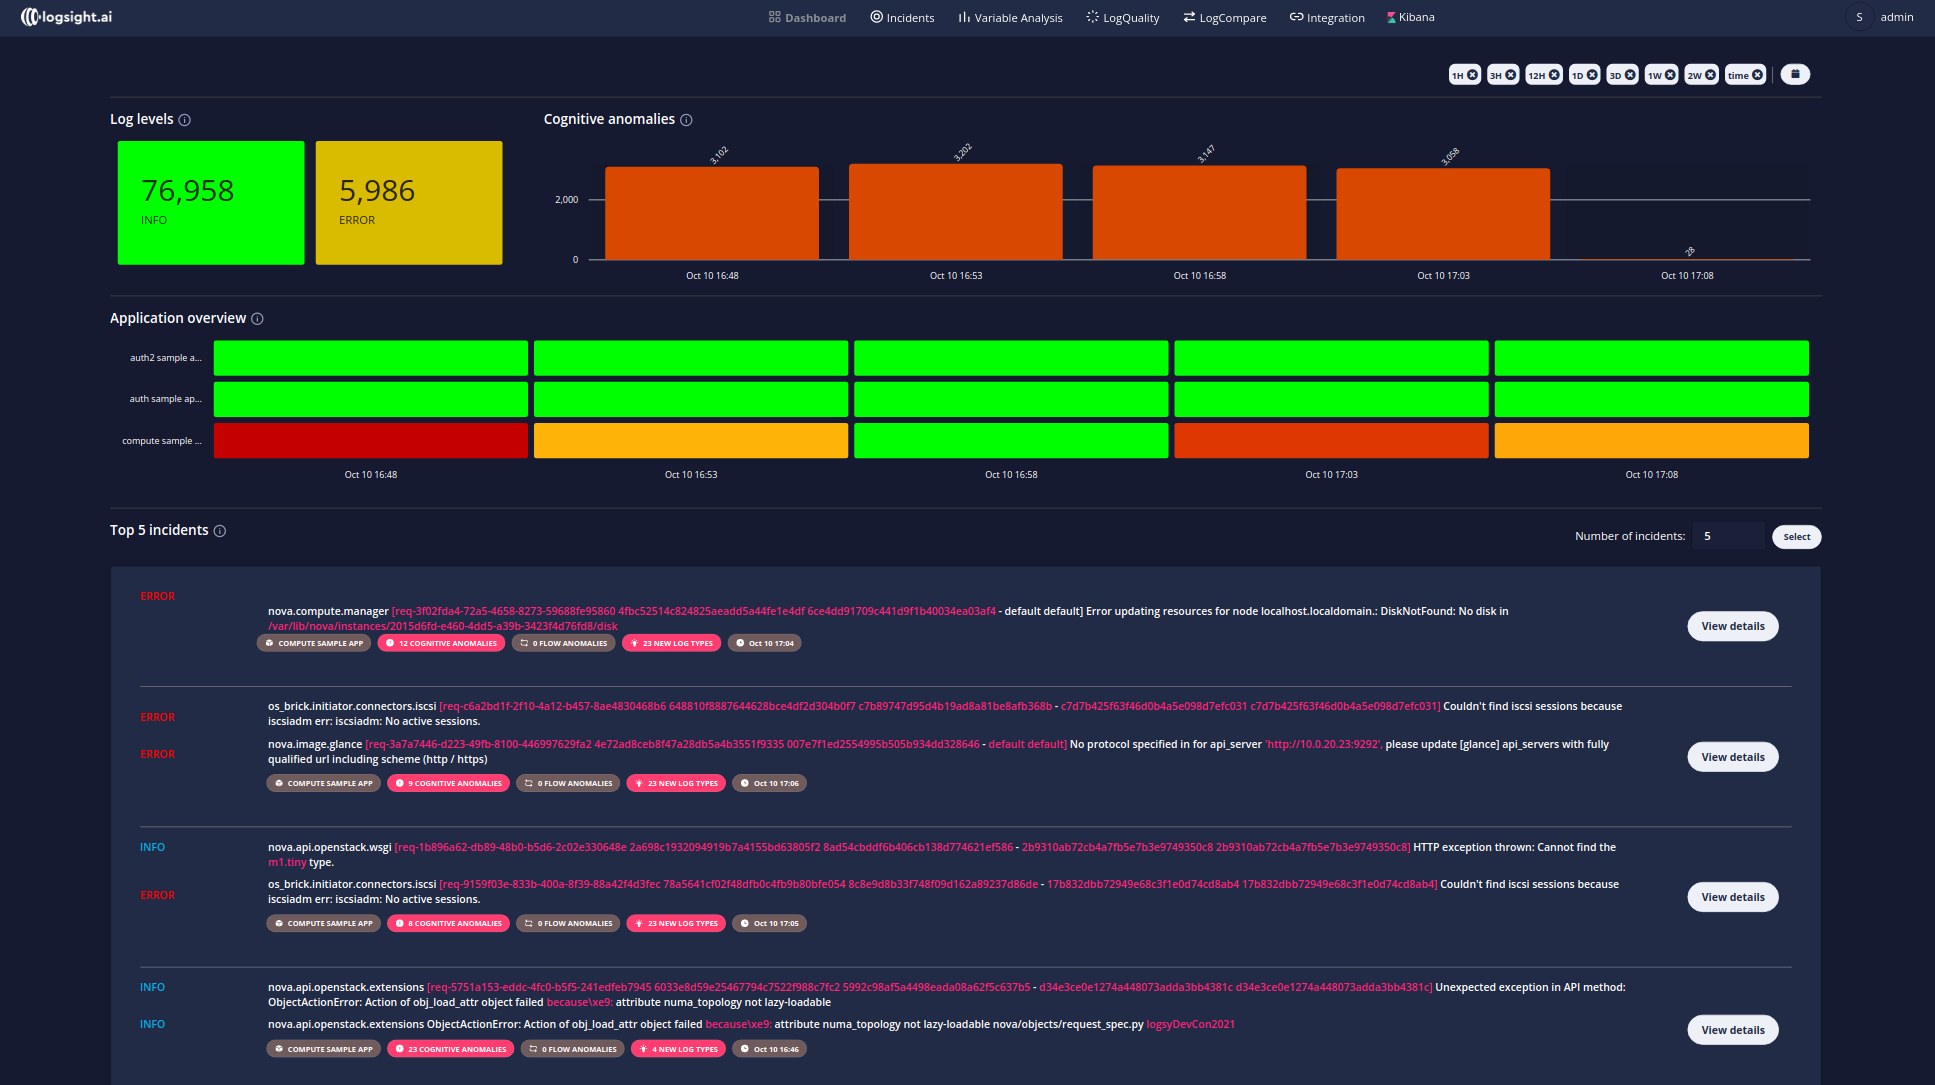 logsight.ai
Dashboard Incidents Variable Analysis LogQuality LogCompare Integration Kibana
S admin
1H 3H 12H 1D 3D 1W 2W time
Log levels
Cognitive anomalies
76,958
INFO
5,986
ERROR
3,102 3,202 3,147 3,058 28
2,000
0
Oct 10 16:48 Oct 10 16:53 Oct 10 16:58 Oct 10 17:03 Oct 10 17:08
Application overview
auth2 sample a...
auth sample ap...
compute sample ...
Oct 10 16:48 Oct 10 16:53 Oct 10 16:58 Oct 10 17:03 Oct 10 17:08
Top 5 incidents
Number of incidents: 5 Select
ERROR
nova.compute.manager [req-3f02fda4-72a5-4658-8273-59688fe95860 4fbc52514c824825aeadd5a44fe1e4df 6ce4dd91709c441d9f1b40034ea03af4 - default default] Error updating resources for node localhost.localdomain.: DiskNotFound: No disk in
/var/lib/nova/instances/2015d6fd-e460-4dd5-a39b-3423f4d76fd8/disk
View details
COMPUTE SAMPLE APP 12 COGNITIVE ANOMALIES 0 FLOW ANOMALIES 23 NEW LOG TYPES Oct 10 17:04
ERROR
os_brick.initiator.connectors.iscsi [req-c6a2bd1f-2f10-4a12-b457-8ae4830468b6 648810f8887644628bce4df2d304b0f7 c7b89747d95d4b19ad8a81be8afb368b - c7d7b425f63f46d0b4a5e098d7efc031 c7d7b425f63f46d0b4a5e098d7efc031] Couldn't find iscsi sessions because
iscsiadm err: iscsiadm: No active sessions.
ERROR
nova.image.glance [req-3a7a7446-d223-49fb-8100-446997629fa2 4e72ad8ceb8f47a28db5a4b3551f9335 007e7f1ed2554995b505b934dd328646 - default default] No protocol specified in for api_server 'http://10.0.20.23:9292', please update [glance] api_servers with fully
qualified url including scheme (http / https)
View details
COMPUTE SAMPLE APP 9 COGNITIVE ANOMALIES 0 FLOW ANOMALIES 23 NEW LOG TYPES Oct 10 17:06
INFO
nova.api.openstack.wsgi [req-1b896a62-db89-48b0-b5d6-2c02e330648e 2a698c1932094919b7a4155bd63805f2 8ad54cbddf6b406cb138d774621ef586 - 2b9310ab72cb4a7fb5e7b3e9749350c8 2b9310ab72cb4a7fb5e7b3e9749350c8] HTTP exception thrown: Cannot find the
m1.tiny type.
ERROR
os_brick.initiator.connectors.iscsi [req-9159f03e-833b-400a-8f39-88a42f4d3fec 78a5641cf02f48dfb0c4fb9b80bfe054 8c8e9d8b33f748f09d162a89237d86de - 17b832dbb72949e68c3f1e0d74cd8ab4 17b832dbb72949e68c3f1e0d74cd8ab4] Couldn't find iscsi sessions because
iscsiadm err: iscsiadm: No active sessions.
View details
COMPUTE SAMPLE APP 8 COGNITIVE ANOMALIES 0 FLOW ANOMALIES 23 NEW LOG TYPES Oct 10 17:05
INFO
nova.api.openstack.extensions [req-5751a153-eddc-4fc0-b5f5-241edfeb7945 6033e8d59e25467794c7522f988c7fc2 5992c98af5a4498eada08a62f5c637b5 - d34e3ce0e1274a448073adda3bb4381c d34e3ce0e1274a448073adda3bb4381c] Unexpected exception in API method:
ObjectActionError: Action of obj_load_attr object failed because\xe9: attribute numa_topology not lazy-loadable
INFO
nova.api.openstack.extensions ObjectActionError: Action of obj_load_attr object failed because\xe9: attribute numa_topology not lazy-loadable nova/objects/request_spec.py logsyDevCon2021
View details
COMPUTE SAMPLE APP 23 COGNITIVE ANOMALIES 0 FLOW ANOMALIES 4 NEW LOG TYPES Oct 10 16:46